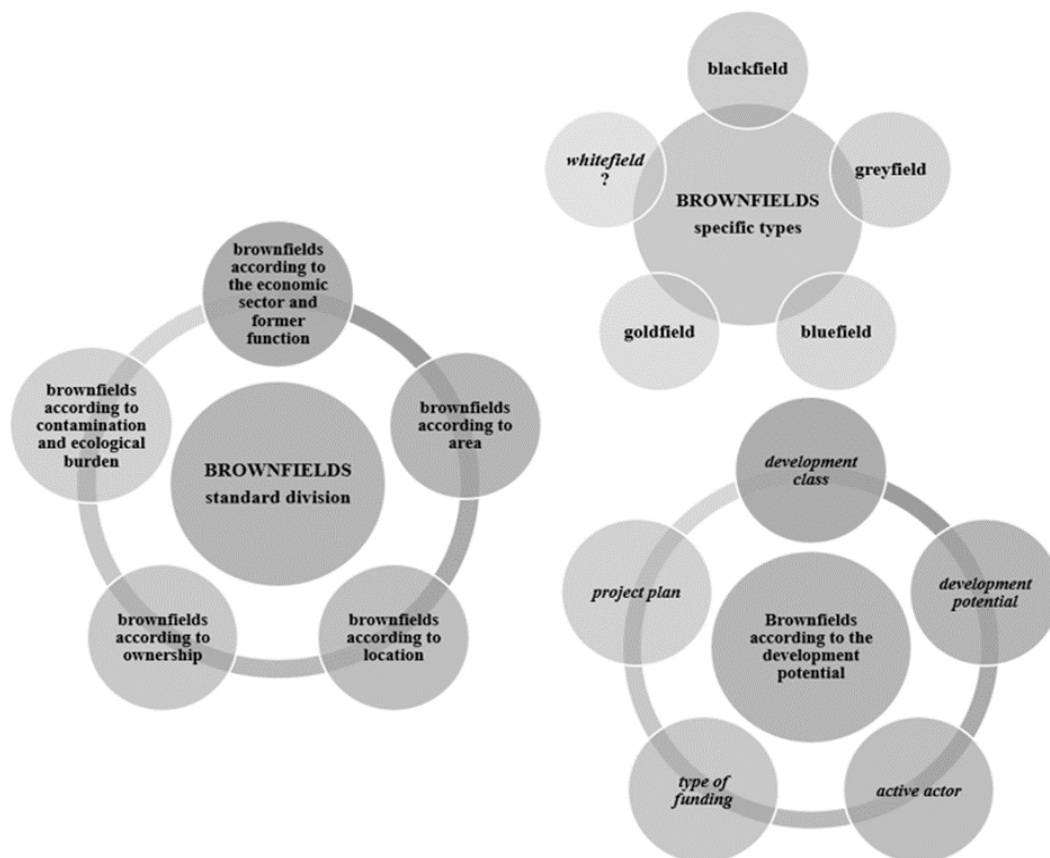 BROWNFIELDS
standard division
brownfields
according to
the economic
sector and
former
function
brownfields
according to
area
brownfields
according to
location
brownfields
according to
ownership
brownfields
according to
contamination
and ecological
burden
BROWNFIELDS
specific types
blackfield
greyfield
bluefield
goldfield
whitefield
?
Brownfields
according to the
development
potential
development
class
development
potential
active actor
type of
funding
project plan